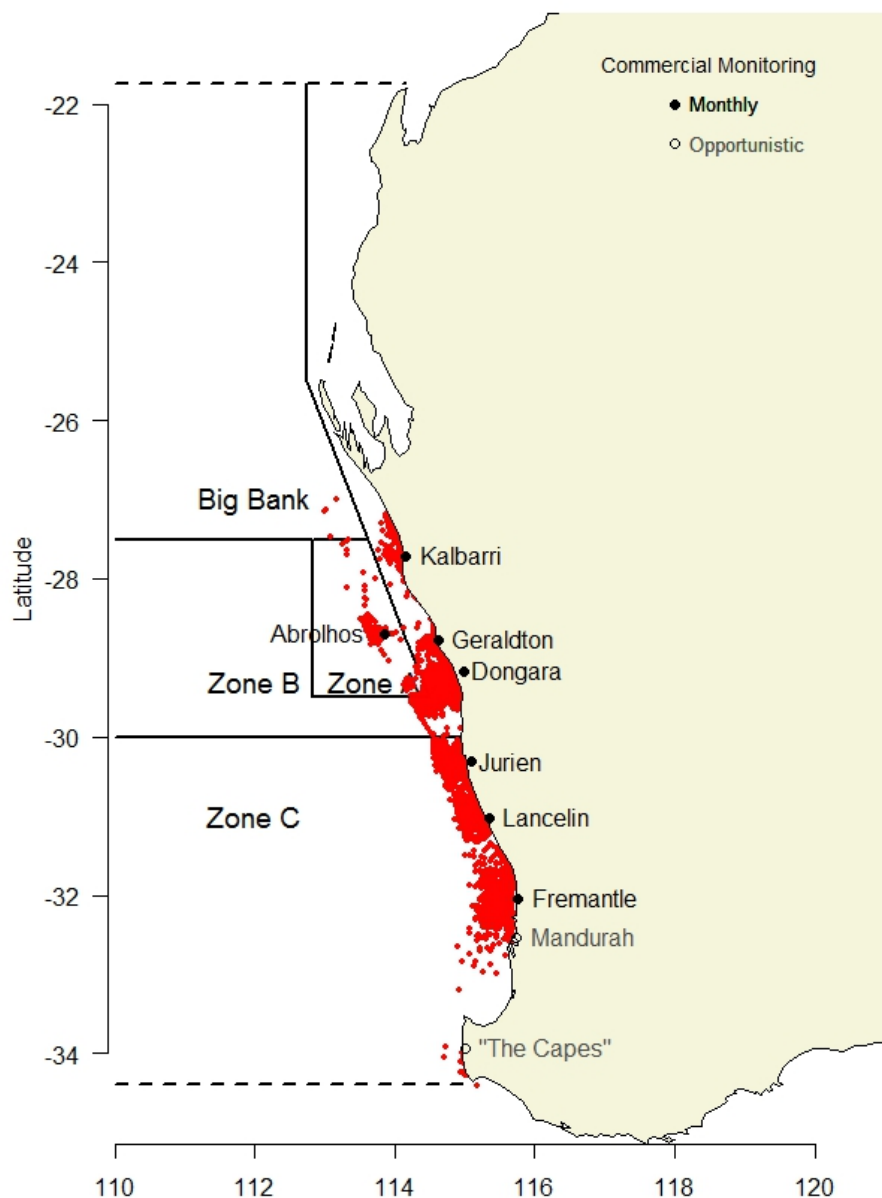 Commercial Monitoring
Monthly
Opportunistic
-22
-24
-26
-28
-30
-32
-34
Latitude
Big Bank
Kalbarri
Abrolhos
Geraldton
Dongara
Zone B
Zone
Jurien
Zone C
Lancelin
Fremantle
Mandurah
"The Capes"
110
112
114
116
118
120